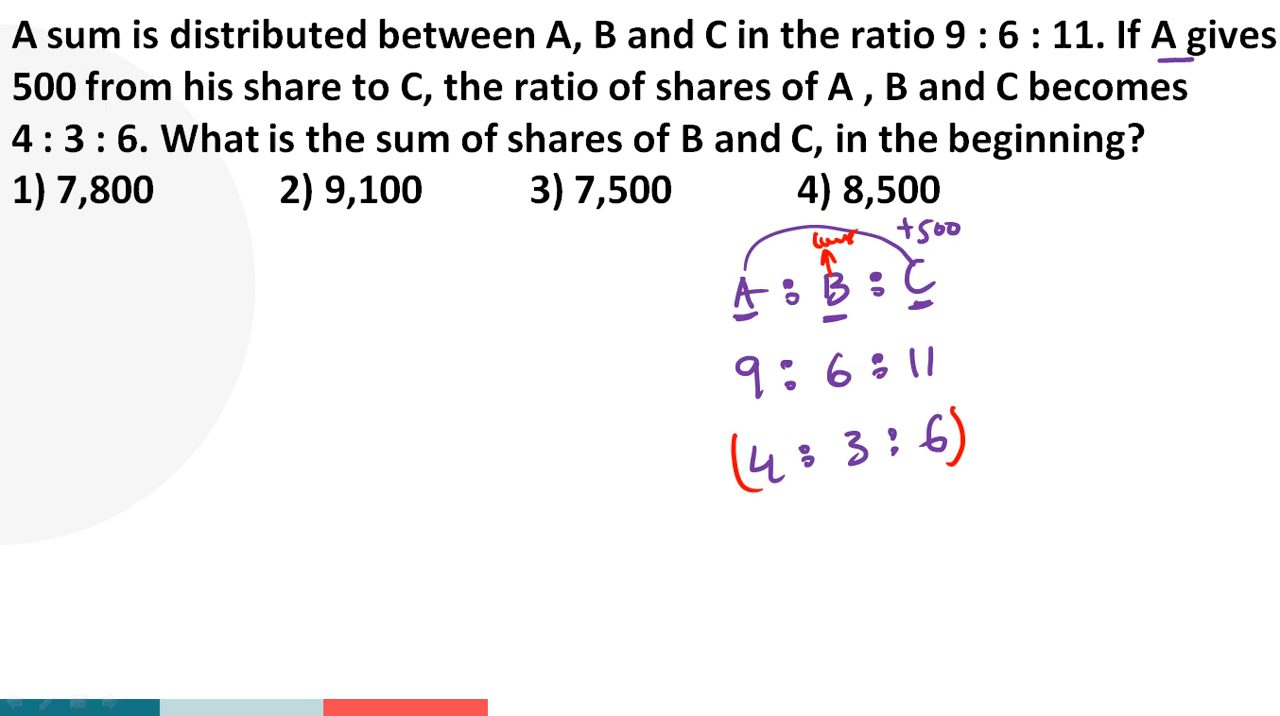 A sum is distributed between A, B and C in the ratio 9 : 6 : 11. If A gives
500 from his share to C, the ratio of shares of A , B and C becomes
4 : 3 : 6. What is the sum of shares of B and C, in the beginning?
1) 7,800 2) 9,100 3) 7,500 4) 8,500
+500
A : B : C
9 : 6 : 11
(4 : 3 : 6)